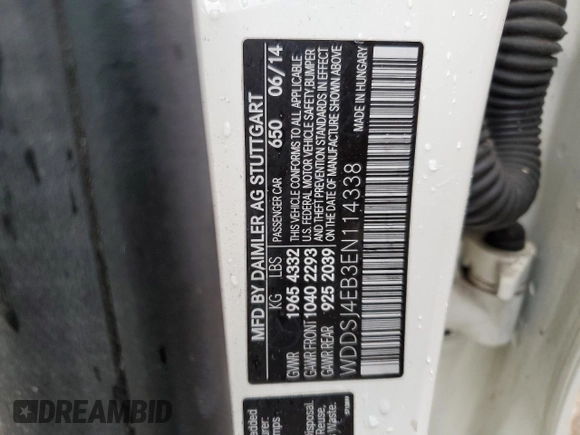 MFD BY DAIMLER AG STUTTGART
PASSENGER CAR 650 06/14
KG LBS
GVWR 1965 4332
GAWR FRONT 1040 2293
GAWR REAR 925 2039
THIS VEHICLE CONFORMS TO ALL APPLICABLE
U.S. FEDERAL MOTOR VEHICLE SAFETY, BUMPER
AND THEFT PREVENTION STANDARDS IN EFFECT
ON THE DATE OF MANUFACTURE SHOWN ABOVE
MADE IN HUNGARY
WDDSJ4EB3EN114338
DREAMBID